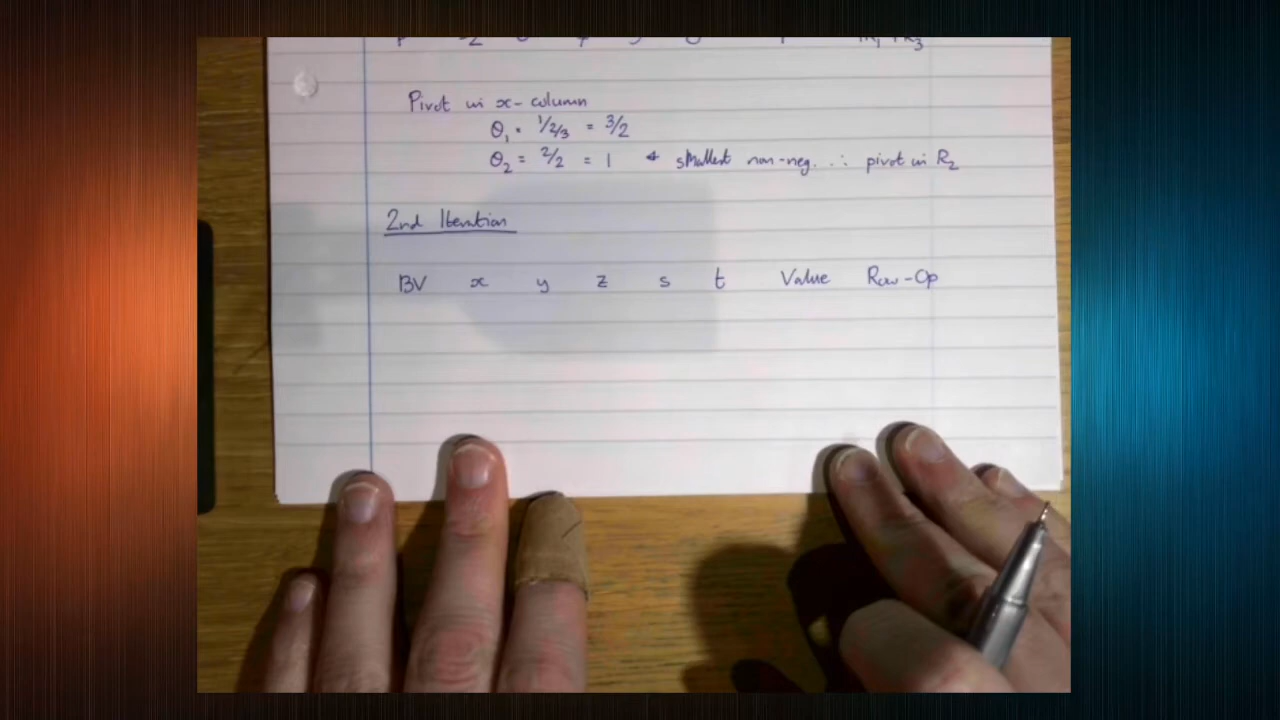 Pivot in x-column
θ₁ = 1/2/3 = 3/2
θ₂ = 2/2 = 1 ← smallest non-neg. ∴ pivot in R₂
2nd Iteration
BV x y z s t Value Row-Op